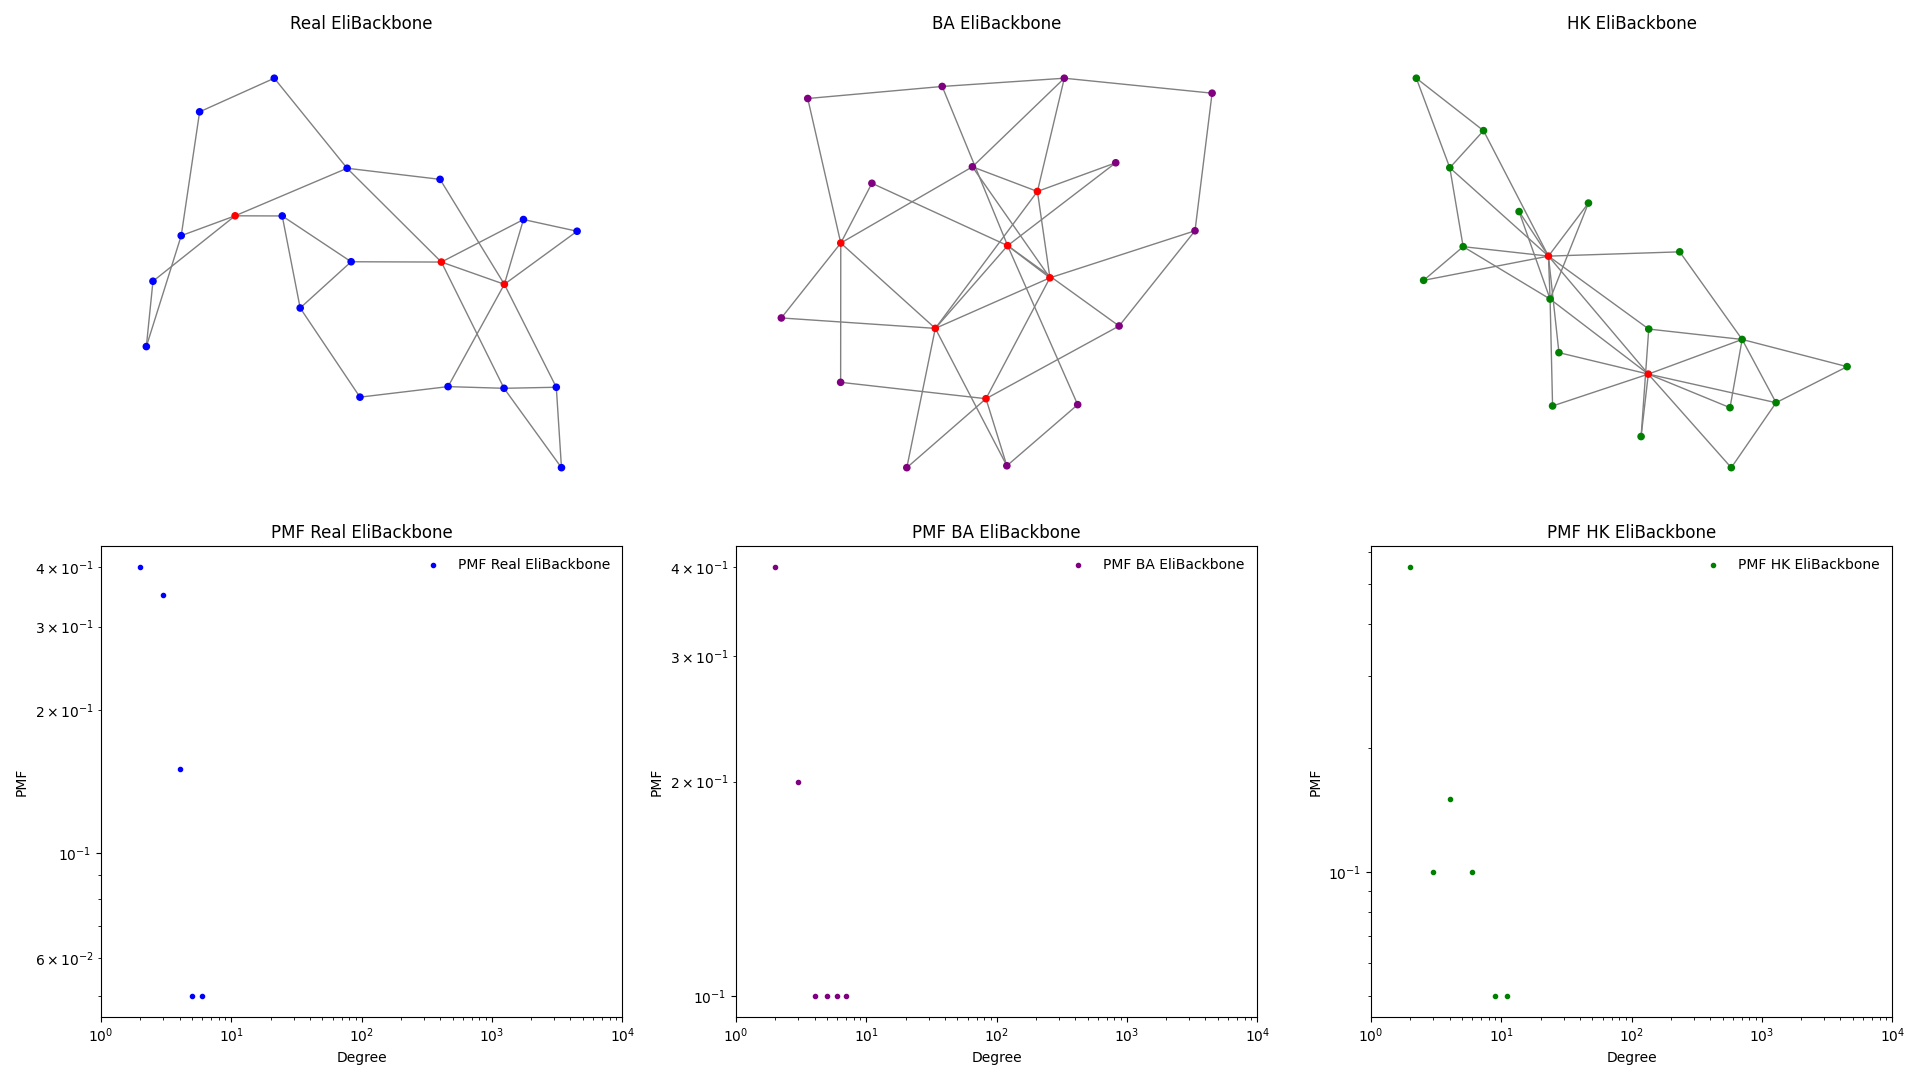 Real EliBackbone
BA EliBackbone
HK EliBackbone
PMF Real EliBackbone
PMF Real EliBackbone
4 × 10⁻¹
3 × 10⁻¹
2 × 10⁻¹
10⁻¹
6 × 10⁻²
PMF
10⁰ 10¹ 10² 10³ 10⁴
Degree
PMF BA EliBackbone
PMF BA EliBackbone
4 × 10⁻¹
3 × 10⁻¹
2 × 10⁻¹
10⁻¹
PMF
10⁰ 10¹ 10² 10³ 10⁴
Degree
PMF HK EliBackbone
PMF HK EliBackbone
10⁻¹
PMF
10⁰ 10¹ 10² 10³ 10⁴
Degree